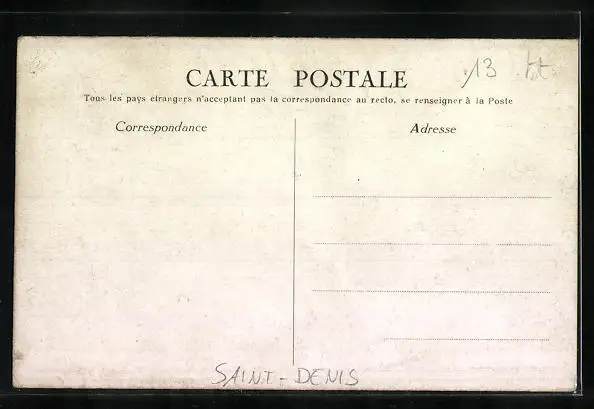 CARTE POSTALE
13
Tous les pays étrangers n'acceptant pas la correspondance au recto, se renseigner à la Poste
Correspondance
Adresse
SAINT-DENIS